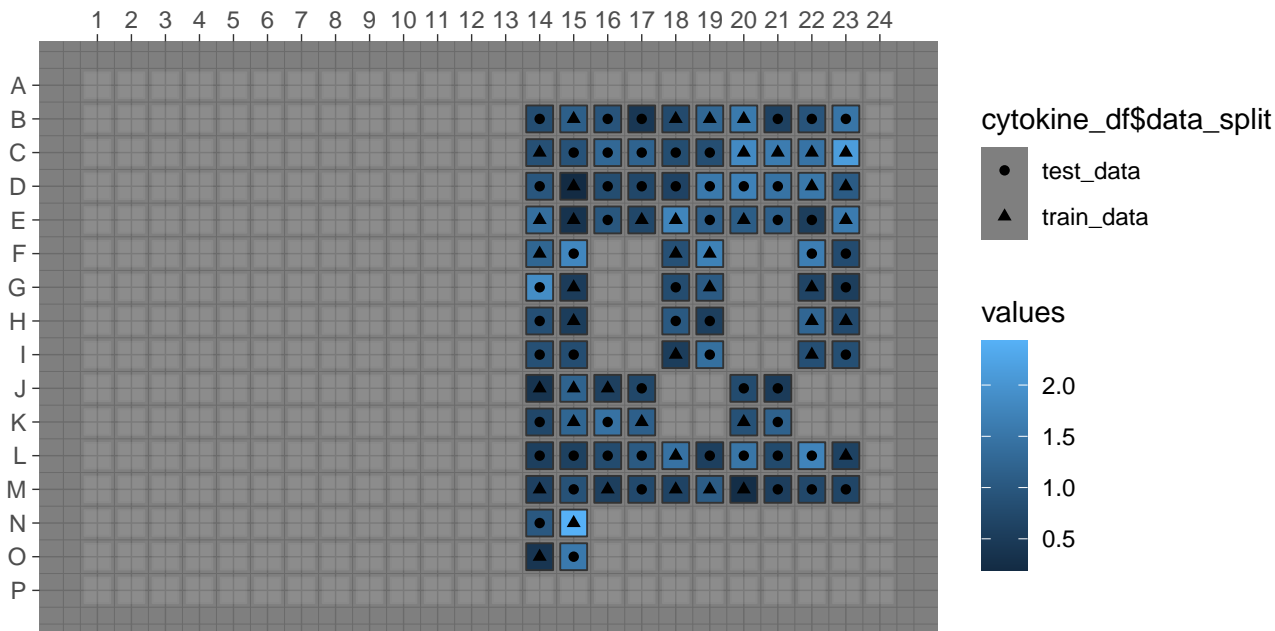 1 2 3 4 5 6 7 8 9 10 11 12 13 14 15 16 17 18 19 20 21 22 23 24
A
B
C
D
E
F
G
H
I
J
K
L
M
N
O
P
cytokine_df$data_split
test_data
train_data
values
2.0
1.5
1.0
0.5